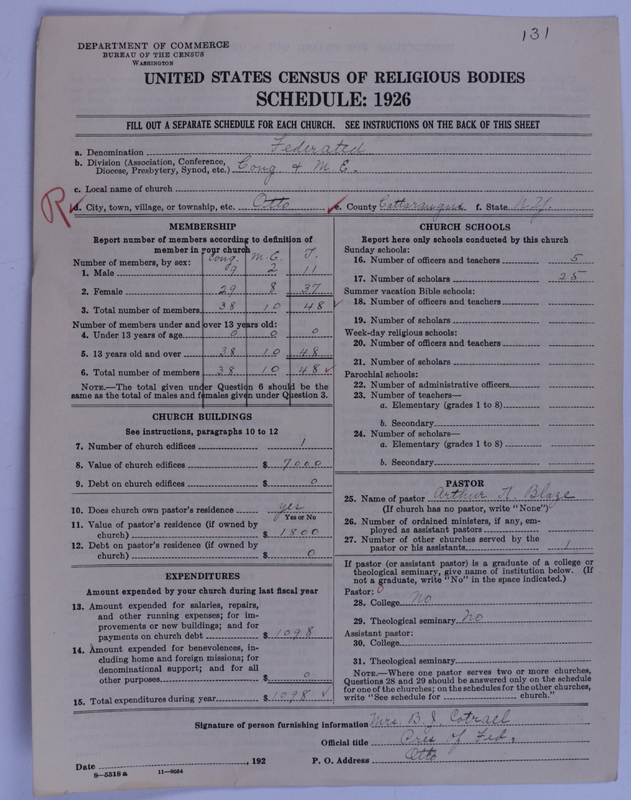 131
DEPARTMENT OF COMMERCE
BUREAU OF THE CENSUS
WASHINGTON
UNITED STATES CENSUS OF RELIGIOUS BODIES
SCHEDULE: 1926
FILL OUT A SEPARATE SCHEDULE FOR EACH CHURCH. SEE INSTRUCTIONS ON THE BACK OF THIS SHEET
a. Denomination Federated
b. Division (Association, Conference, Diocese, Presbytery, Synod, etc.) Cong. & M. E.
c. Local name of church
R d. City, town, village, or township, etc. Otto e. County Cattaraugus f. State N.Y.
MEMBERSHIP
Report number of members according to definition of
member in your church
Number of members, by sex: Cong. M. E. T.
1. Male 9 2 11
2. Female 29 8 37
3. Total number of members 38 10 48
Number of members under and over 13 years old:
4. Under 13 years of age 0 0 0
5. 13 years old and over 38 10 48
6. Total number of members 38 10 48
NOTE.—The total given under Question 6 should be the
same as the total of males and females given under Question 3.
CHURCH BUILDINGS
See instructions, paragraphs 10 to 12
7. Number of church edifices 1
8. Value of church edifices $ 7000
9. Debt on church edifices $ 0
10. Does church own pastor's residence yes
Yes or No
11. Value of pastor's residence (if owned by
church) $ 1800
12. Debt on pastor's residence (if owned by
church) $ 0
EXPENDITURES
Amount expended by your church during last fiscal year
13. Amount expended for salaries, repairs,
and other running expenses; for im-
provements or new buildings; and for
payments on church debt $ 1098
14. Amount expended for benevolences, in-
cluding home and foreign missions; for
denominational support; and for all
other purposes $ 0
15. Total expenditures during year $ 1098
CHURCH SCHOOLS
Report here only schools conducted by this church
Sunday schools:
16. Number of officers and teachers 5
17. Number of scholars 25
Summer vacation Bible schools:
18. Number of officers and teachers
19. Number of scholars
Week-day religious schools:
20. Number of officers and teachers
21. Number of scholars
Parochial schools:
22. Number of administrative officers
23. Number of teachers—
a. Elementary (grades 1 to 8)
b. Secondary
24. Number of scholars—
a. Elementary (grades 1 to 8)
b. Secondary
PASTOR
25. Name of pastor Arthur Blaze
(If church has no pastor, write "None")
26. Number of ordained ministers, if any, em-
ployed as assistant pastors
27. Number of other churches served by the
pastor or his assistants 1
If pastor (or assistant pastor) is a graduate of a college or
theological seminary, give name of institution below. (If
not a graduate, write "No" in the space indicated.)
Pastor:
28. College No
29. Theological seminary No
Assistant pastor:
30. College
31. Theological seminary
NOTE.—Where one pastor serves two or more churches,
Questions 28 and 29 should be answered only on the schedule
for one of the churches; on the schedules for the other churches,
write "See schedule for church."
Signature of person furnishing information Mrs. B. J. Cotrael
Official title Pres of Fed.
Date , 192 P. O. Address Otto
8—5318 a 11—9034